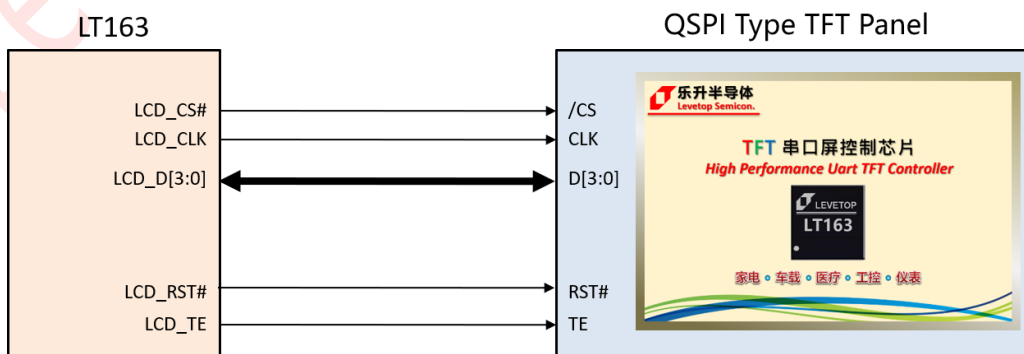 LT163
QSPI Type TFT Panel
LCD_CS#
LCD_CLK
LCD_D[3:0]
LCD_RST#
LCD_TE
/CS
CLK
D[3:0]
RST#
TE
乐升半导体
Levetop Semicon.
TFT 串口屏控制芯片
High Performance Uart TFT Controller
LEVETOP
LT163
家电 • 车载 • 医疗 • 工控 • 仪表